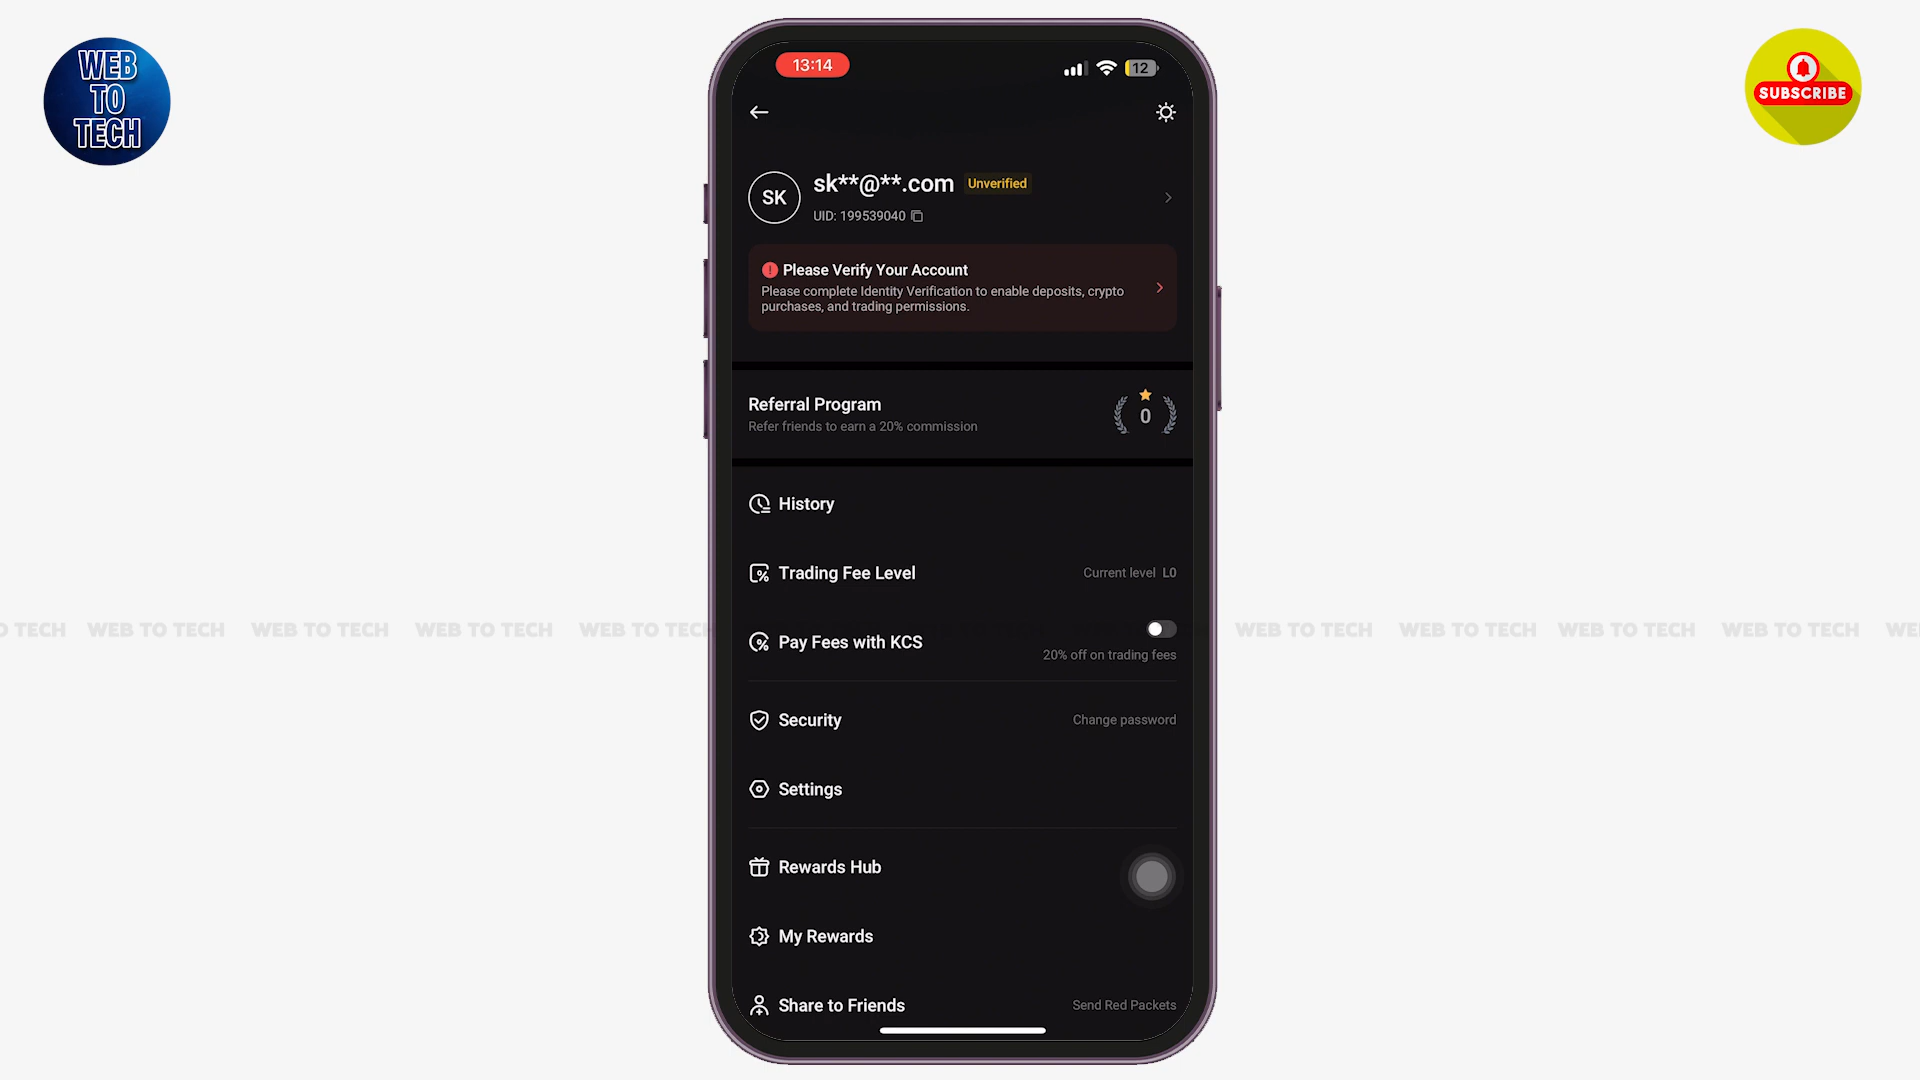 WEB
TO
TECH
SUBSCRIBE
13:14
12
SK
sk**@**.com Unverified
UID: 199539040
Please Verify Your Account
Please complete Identity Verification to enable deposits, crypto
purchases, and trading permissions.
Referral Program
Refer friends to earn a 20% commission
0
History
Trading Fee Level Current level L0
Pay Fees with KCS
20% off on trading fees
O TECH WEB TO TECH WEB TO TECH WEB TO TECH WEB TO TECH WEB TO TECH WEB TO TECH WEB TO TECH WEB TO TECH WE
Security Change password
Settings
Rewards Hub
My Rewards
Share to Friends Send Red Packets